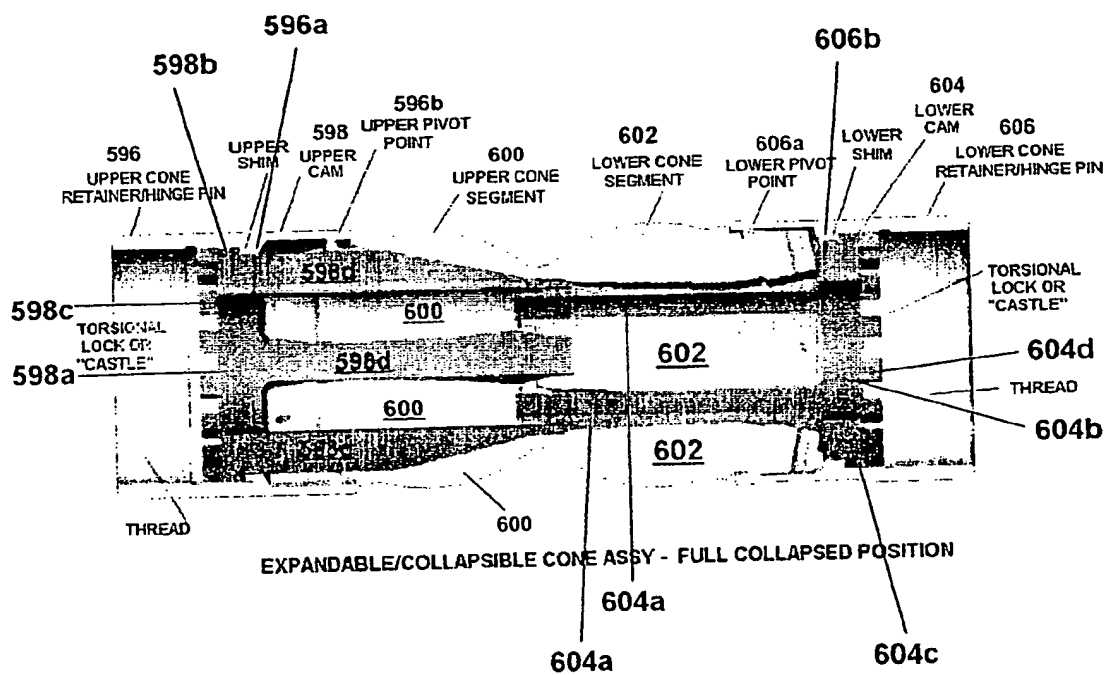 596a
598b
606b
596b
UPPER PIVOT
POINT
604
LOWER
CAM
598
UPPER
CAM
UPPER
SHIM
596
UPPER CONE
RETAINER/HINGE PIN
600
UPPER CONE
SEGMENT
602
LOWER CONE
SEGMENT
606a
LOWER PIVOT
POINT
LOWER
SHIM
606
LOWER CONE
RETAINER/HINGE PIN
598d
598c
600
TORSIONAL
LOCK OR
"CASTLE"
TORSIONAL
LOCK OR
"CASTLE"
598a
598d
602
604d
THREAD
600
604b
598d
602
THREAD
600
EXPANDABLE/COLLAPSIBLE CONE ASSY - FULL COLLAPSED POSITION
604a
604a
604c